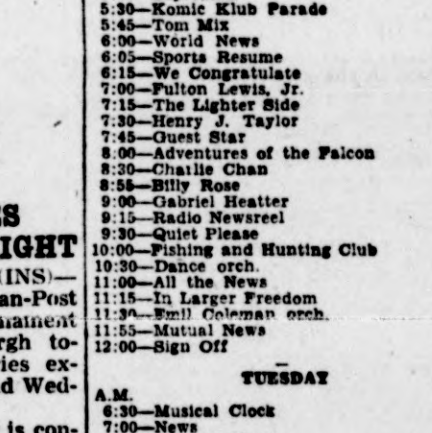 5:30—Komic Klub Parade
5:45—Tom Mix
6:00—World News
6:05—Sports Resume
6:15—We Congratulate
7:00—Fulton Lewis, Jr.
7:15—The Lighter Side
7:30—Henry J. Taylor
7:45—Guest Star
8:00—Adventures of the Falcon
8:30—Charlie Chan
8:55—Billy Rose
9:00—Gabriel Heatter
9:15—Radio Newsreel
9:30—Quiet Please
10:00—Fishing and Hunting Club
10:30—Dance orch.
11:00—All the News
11:15—In Larger Freedom
11:30—Emil Coleman orch.
11:55—Mutual News
12:00—Sign Off
TUESDAY
A.M.
6:30—Musical Clock
7:00—News
S
IGHT
(INS)—
an-Post
nament
rgh to-
ies ex-
d Wed-
is con-